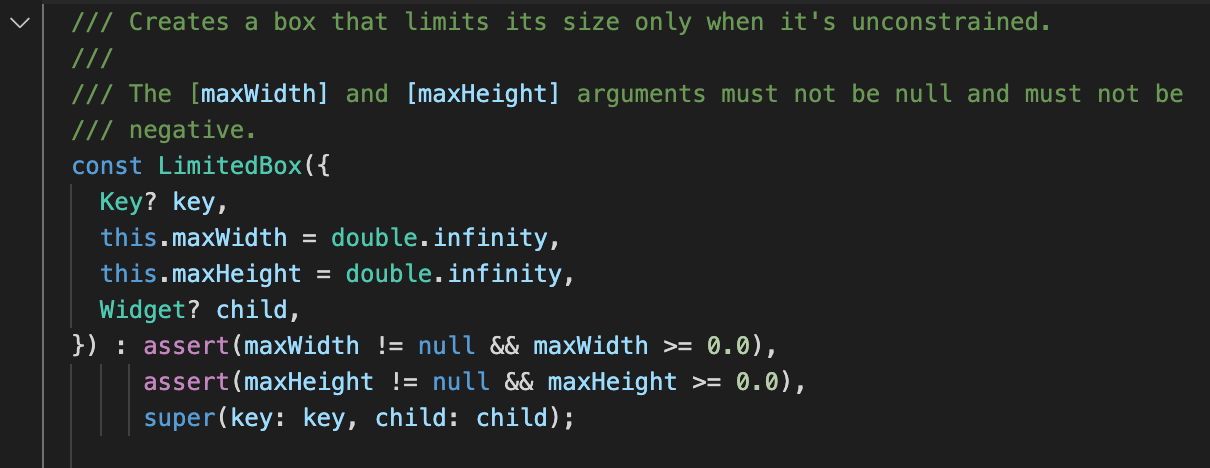 /// Creates a box that limits its size only when it's unconstrained.
///
/// The [maxWidth] and [maxHeight] arguments must not be null and must not be
/// negative.
const LimitedBox({
  Key? key,
  this.maxWidth = double.infinity,
  this.maxHeight = double.infinity,
  Widget? child,
}) : assert(maxWidth != null && maxWidth >= 0.0),
     assert(maxHeight != null && maxHeight >= 0.0),
     super(key: key, child: child);